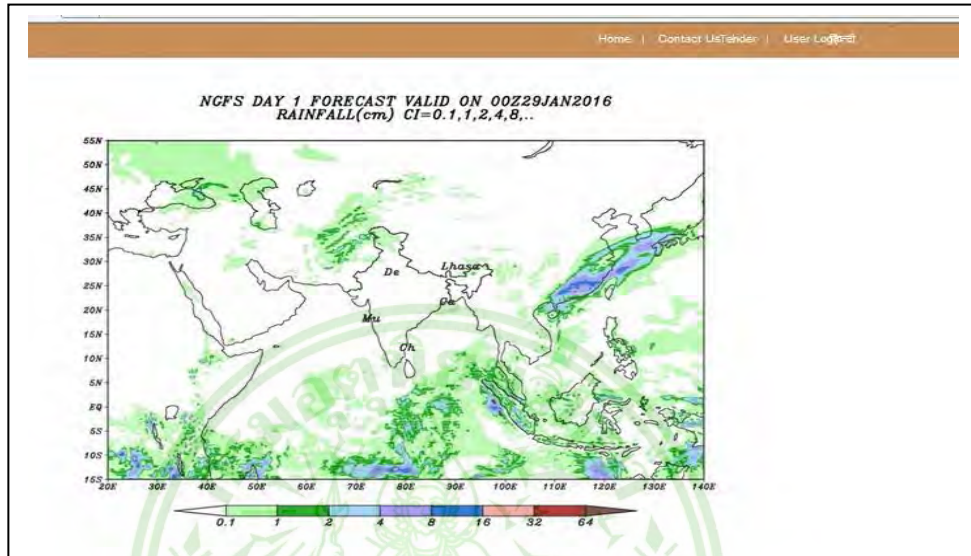 Home | Contact UsTender | User Login हिन्दी
NGFS DAY 1 FORECAST VALID ON 00Z29JAN2016
RAINFALL(cm) CI=0.1,1,2,4,8,..
55N
50N
45N
40N
35N
30N
25N
20N
15N
10N
5N
EQ
5S
10S
15S
De
Lhasa
Ca
Mu
Ch
20E 30E 40E 50E 60E 70E 80E 90E 100E 110E 120E 130E 140E
0.1 1 2 4 8 16 32 64